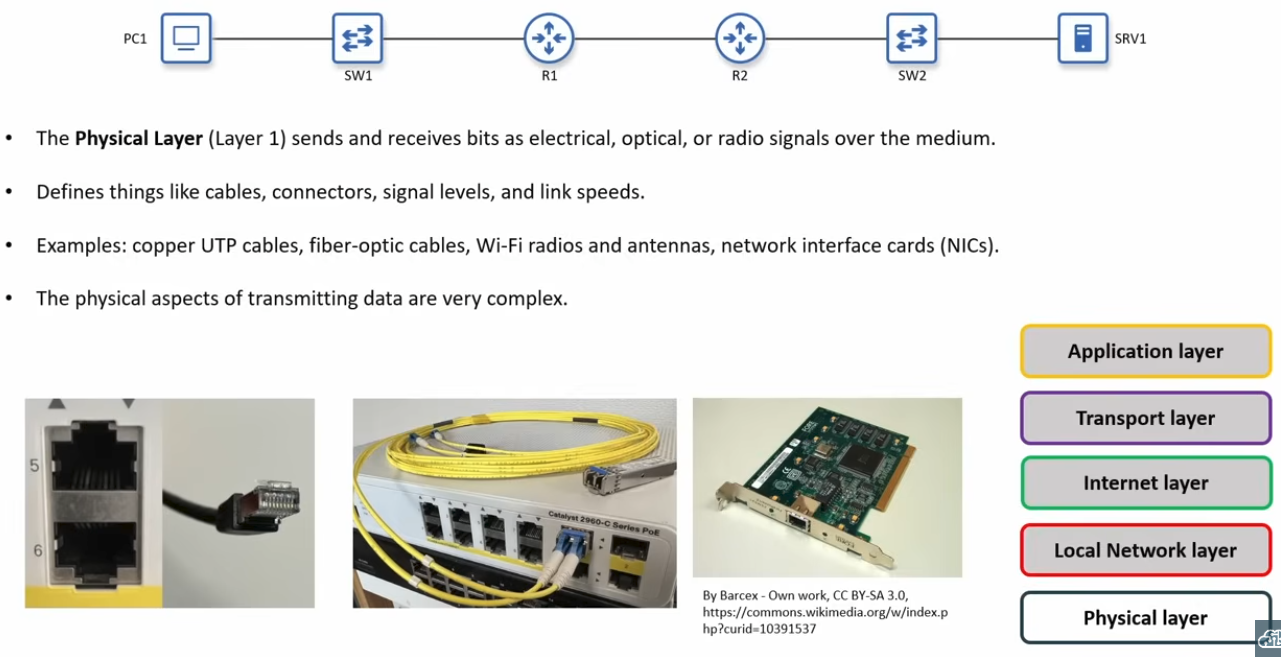 PC1
SW1
R1
R2
SW2
SRV1
• The Physical Layer (Layer 1) sends and receives bits as electrical, optical, or radio signals over the medium.
• Defines things like cables, connectors, signal levels, and link speeds.
• Examples: copper UTP cables, fiber-optic cables, Wi-Fi radios and antennas, network interface cards (NICs).
• The physical aspects of transmitting data are very complex.
5
6
Catalyst 2960-C Series PoE
By Barcex - Own work, CC BY-SA 3.0,
https://commons.wikimedia.org/w/index.p
hp?curid=10391537
Application layer
Transport layer
Internet layer
Local Network layer
Physical layer